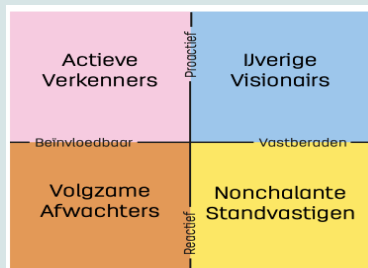 Actieve
Verkenners
Proactief
IJverige
Visionairs
Beïnvloedbaar
Vastberaden
Volgzame
Afwachters
Reactief
Nonchalante
Standvastigen